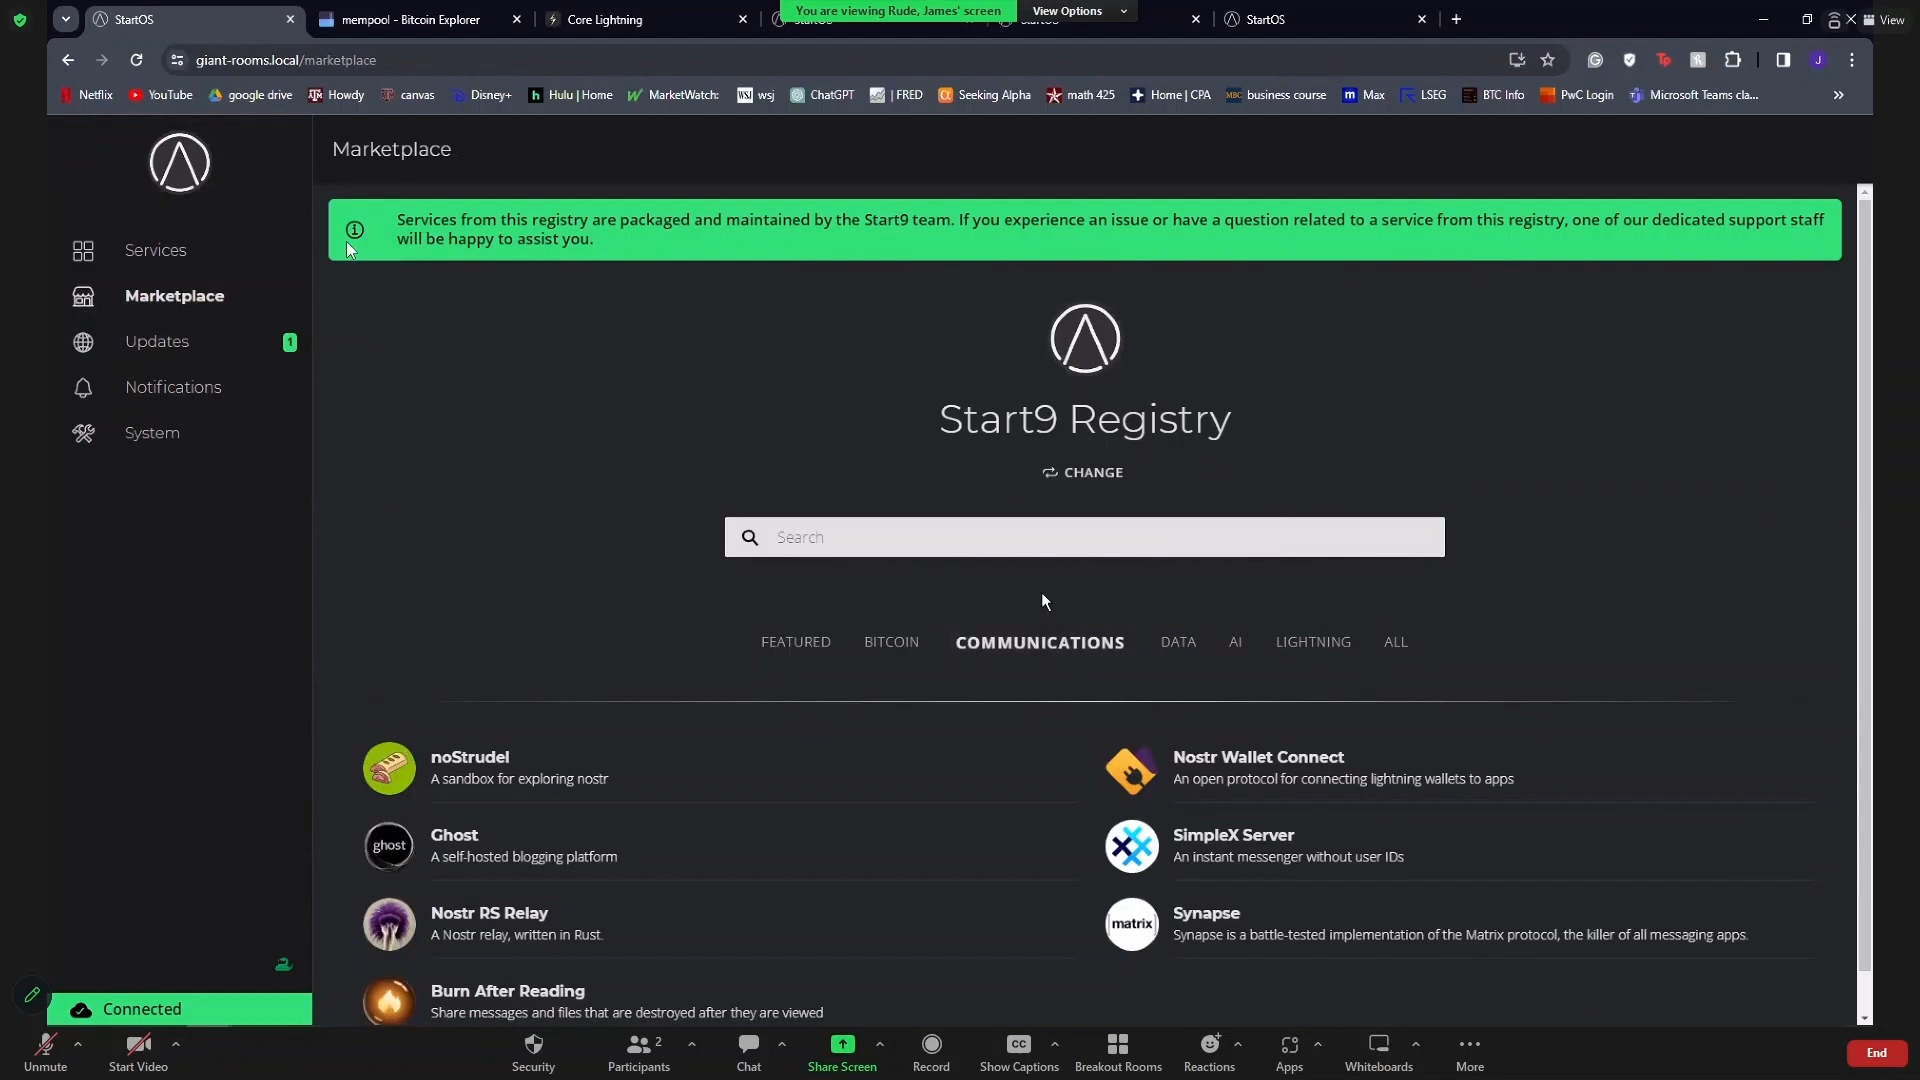 StartOS
mempool - Bitcoin Explorer
Core Lightning
You are viewing Rude, James' screen
View Options
StartOS
View
giant-rooms.local/marketplace
Netflix
YouTube
google drive
Howdy
canvas
Disney+
Hulu | Home
MarketWatch:
wsj
ChatGPT
| FRED
Seeking Alpha
math 425
Home | CPA
business course
Max
LSEG
BTC Info
PwC Login
Microsoft Teams cla...
Marketplace
Services
Marketplace
Updates
1
Notifications
System
Services from this registry are packaged and maintained by the Start9 team. If you experience an issue or have a question related to a service from this registry, one of our dedicated support staff
will be happy to assist you.
Start9 Registry
CHANGE
Search
FEATURED
BITCOIN
COMMUNICATIONS
DATA
AI
LIGHTNING
ALL
noStrudel
A sandbox for exploring nostr
Nostr Wallet Connect
An open protocol for connecting lightning wallets to apps
ghost
Ghost
A self-hosted blogging platform
SimpleX Server
An instant messenger without user IDs
Nostr RS Relay
A Nostr relay, written in Rust.
matrix
Synapse
Synapse is a battle-tested implementation of the Matrix protocol, the killer of all messaging apps.
Burn After Reading
Share messages and files that are destroyed after they are viewed
Connected
Unmute
Start Video
Security
Participants
2
Chat
Share Screen
Record
CC
Show Captions
Breakout Rooms
Reactions
Apps
Whiteboards
More
End